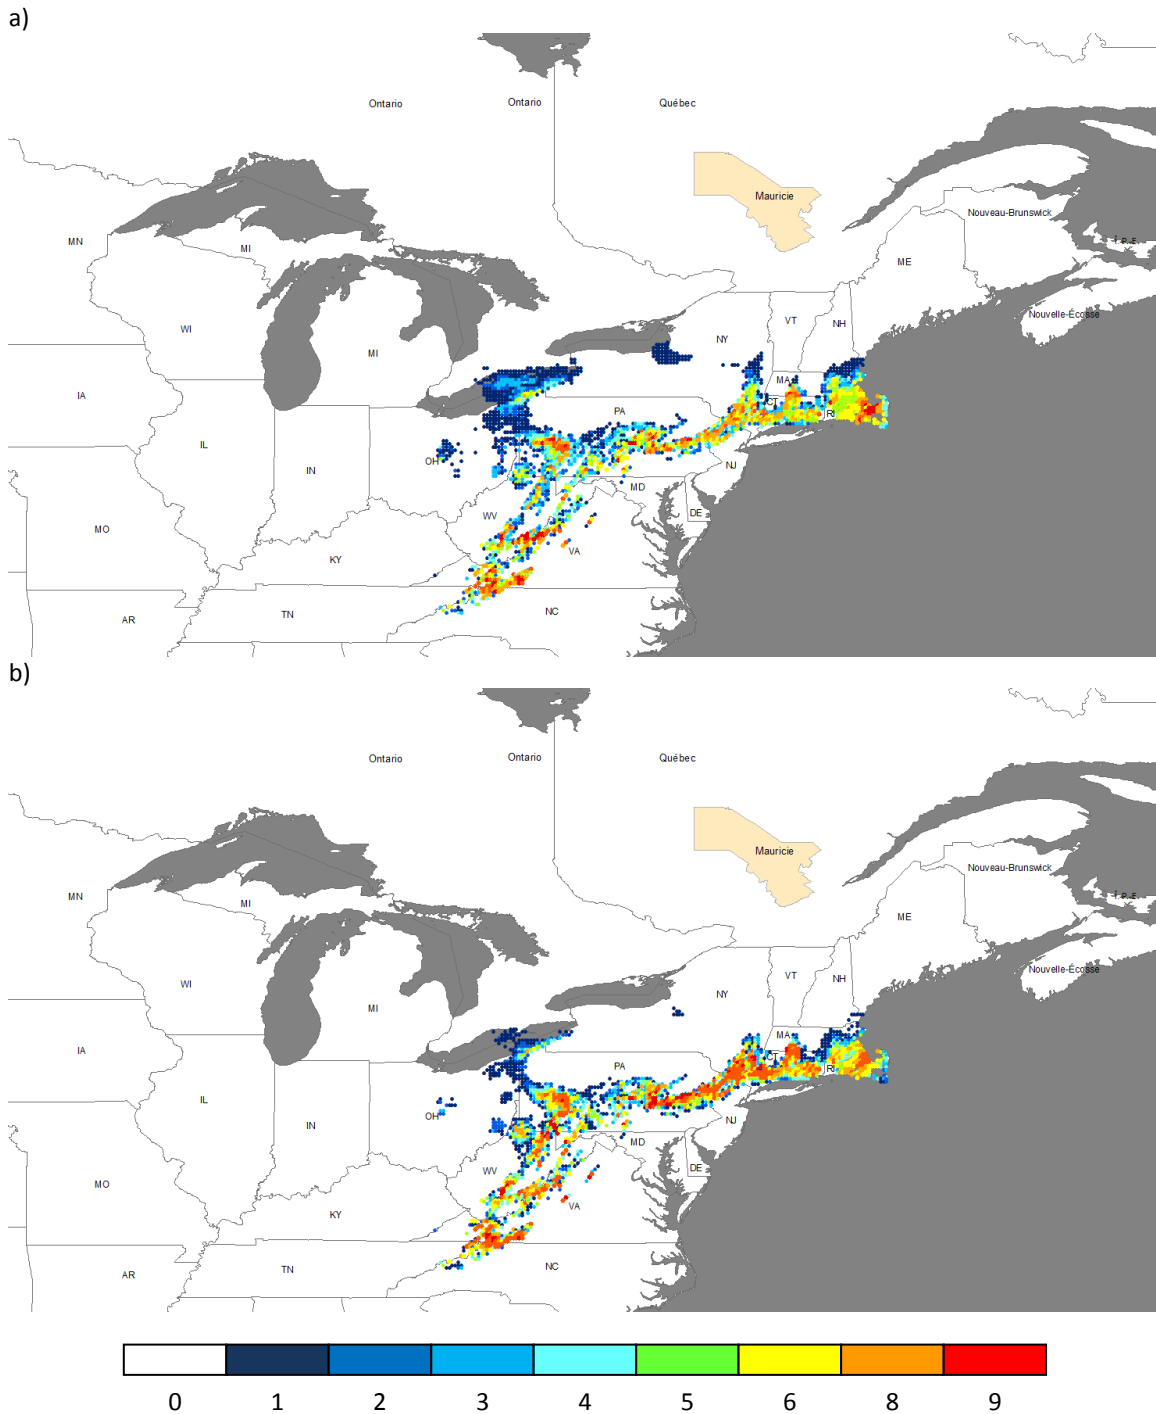 a)
Ontario Ontario Québec
Mauricie
Nouveau-Brunswick
MN
MI
Î.-P.-É.
ME
Nouvelle-Écosse
VT
NH
WI
NY
MI
MA
IA
CT
PA
RI
IL
OH
IN
NJ
MD
WV
DE
MO
VA
KY
NC
TN
AR
b)
Ontario Ontario Québec
Mauricie
Nouveau-Brunswick
MN
MI
Î.-P.-É.
ME
Nouvelle-Écosse
VT
NH
WI
NY
MI
MA
IA
CT
PA
RI
IL
OH
IN
NJ
MD
WV
DE
MO
VA
KY
NC
TN
AR
0 1 2 3 4 5 6 8 9